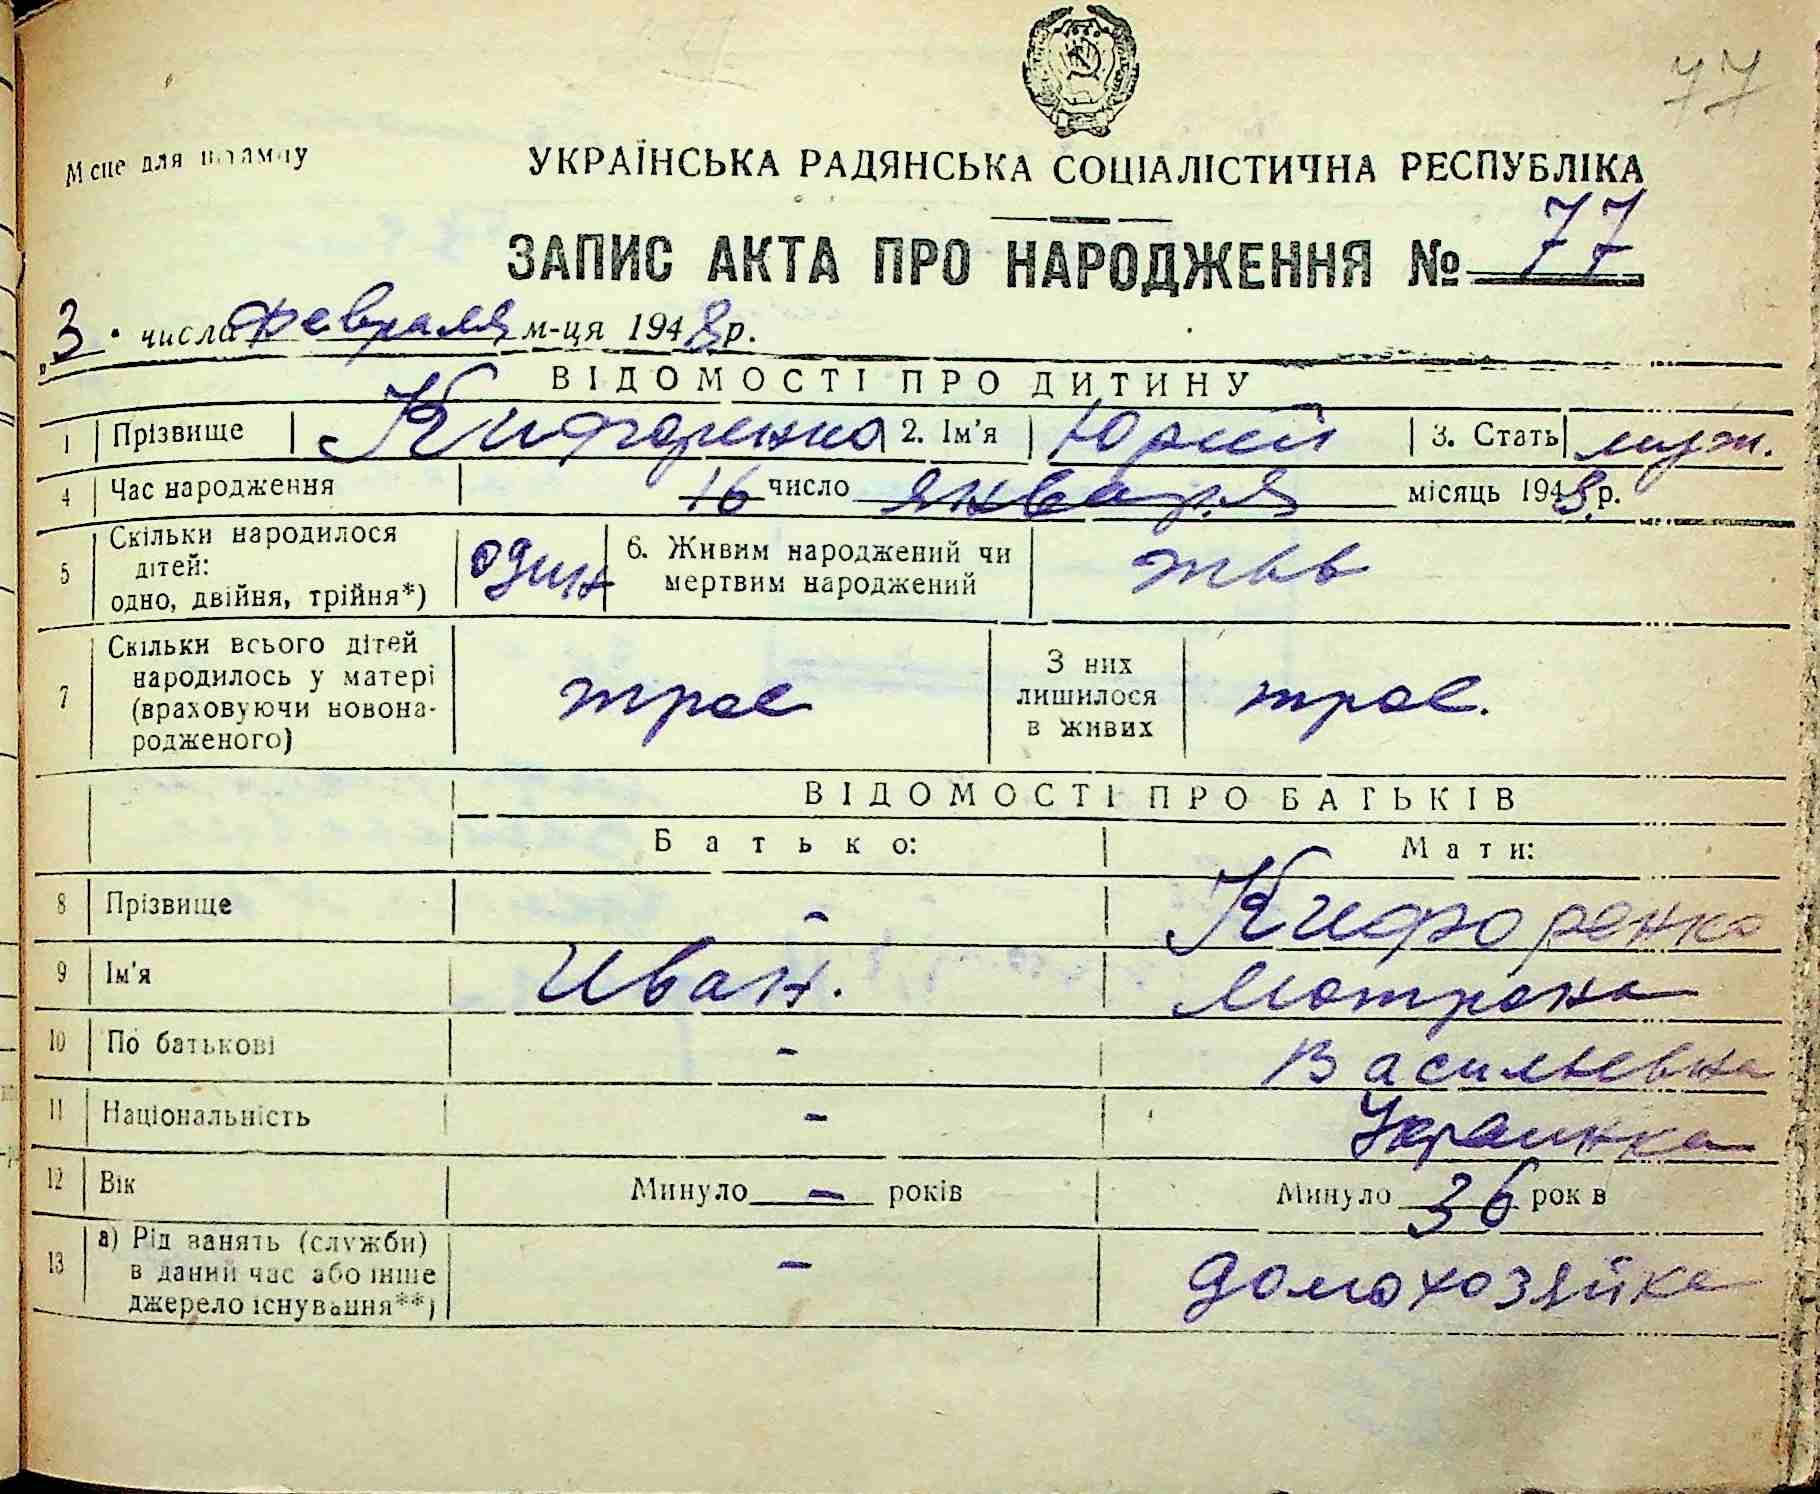 77
Місце для штампу
УКРАЇНСЬКА РАДЯНСЬКА СОЦІАЛІСТИЧНА РЕСПУБЛІКА
ЗАПИС АКТА ПРО НАРОДЖЕННЯ № 77
„3" числа февраля м-ця 1948 р.
ВІДОМОСТІ ПРО ДИТИНУ
1 Прізвище Кифоренко 2. Ім'я Юрий 3. Стать муж.
4 Час народження 16 число января місяць 1948 р.
5 Скільки народилося
дітей:
одно, двійня, трійня*) один 6. Живим народжений чи
мертвим народжений жив
7 Скільки всього дітей
народилось у матері
(враховуючи новона-
родженого) трое З них
лишилося
в живих трое.
ВІДОМОСТІ ПРО БАТЬКІВ
Батько: Мати:
8 Прізвище - Кифоренко
9 Ім'я Иван. Мотрона
10 По батькові - Васильевна
11 Національність - Украинка
12 Вік Минуло - років Минуло 36 років
13 а) Рід занять (служби)
в даний час або інше
джерело існування**) - домохозяйка